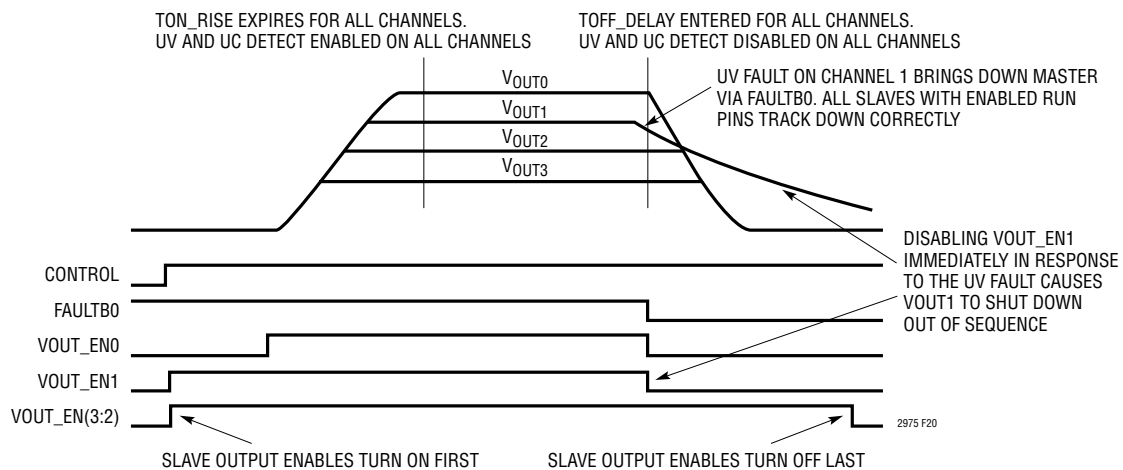 TON_RISE EXPIRES FOR ALL CHANNELS.
UV AND UC DETECT ENABLED ON ALL CHANNELS
TOFF_DELAY ENTERED FOR ALL CHANNELS.
UV AND UC DETECT DISABLED ON ALL CHANNELS
VOUT0
VOUT1
VOUT2
VOUT3
UV FAULT ON CHANNEL 1 BRINGS DOWN MASTER
VIA FAULTB0. ALL SLAVES WITH ENABLED RUN
PINS TRACK DOWN CORRECTLY
DISABLING VOUT_EN1
IMMEDIATELY IN RESPONSE
TO THE UV FAULT CAUSES
VOUT1 TO SHUT DOWN
OUT OF SEQUENCE
CONTROL
FAULTB0
VOUT_EN0
VOUT_EN1
VOUT_EN(3:2)
2975 F20
SLAVE OUTPUT ENABLES TURN ON FIRST
SLAVE OUTPUT ENABLES TURN OFF LAST